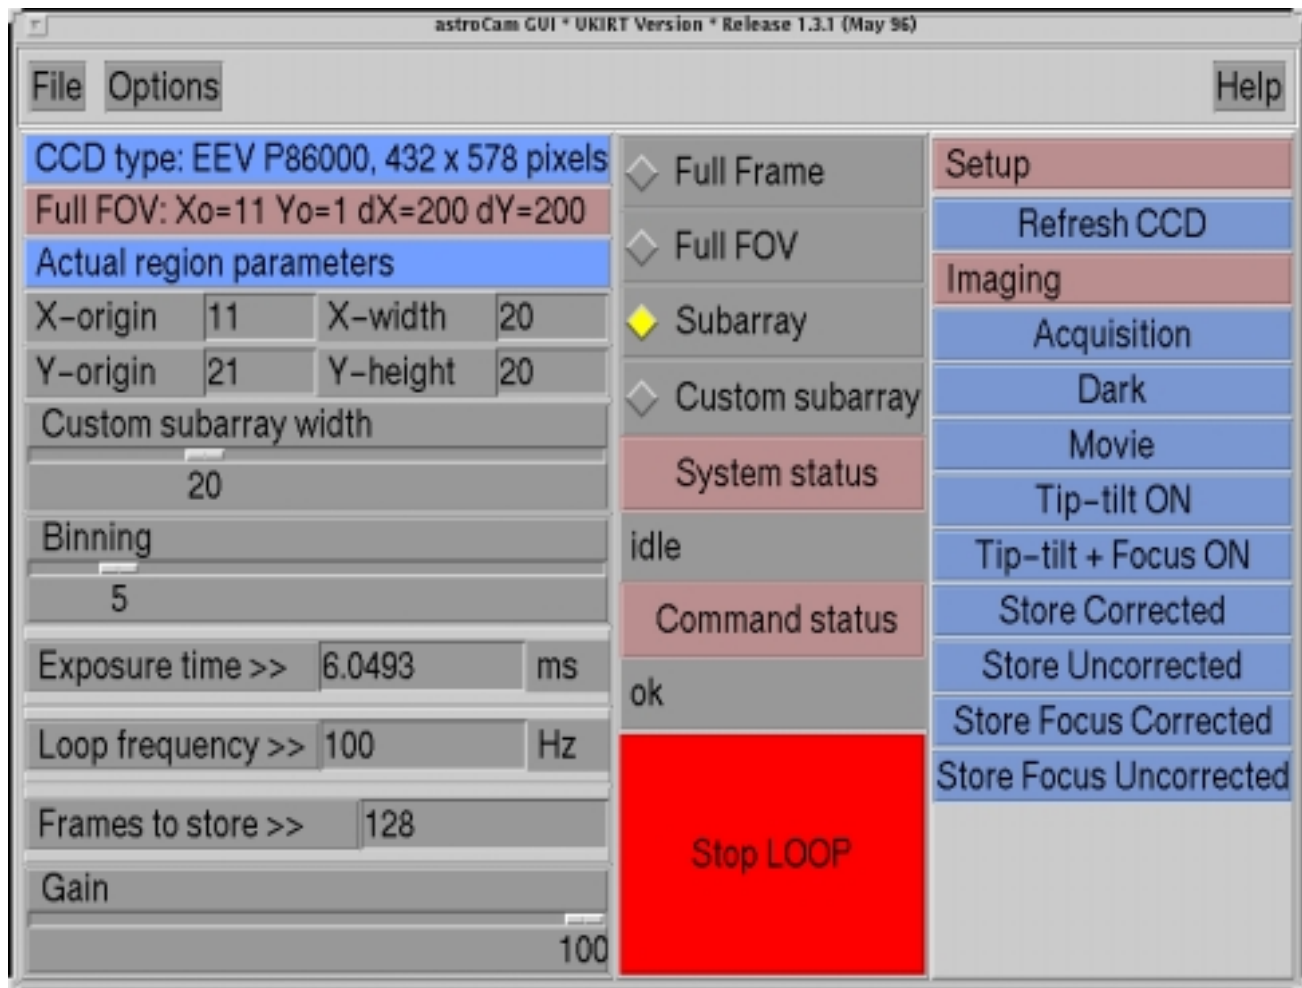 astroCam GUI * UKIRT Version * Release 1.3.1 (May 96)
File Options Help
CCD type: EEV P86000, 432 x 578 pixels
Full FOV: Xo=11 Yo=1 dX=200 dY=200
Actual region parameters
X-origin 11 X-width 20
Y-origin 21 Y-height 20
Custom subarray width
20
Binning
5
Exposure time >> 6.0493 ms
Loop frequency >> 100 Hz
Frames to store >> 128
Gain
100
Full Frame
Full FOV
Subarray
Custom subarray
System status
idle
Command status
ok
Stop LOOP
Setup
Refresh CCD
Imaging
Acquisition
Dark
Movie
Tip-tilt ON
Tip-tilt + Focus ON
Store Corrected
Store Uncorrected
Store Focus Corrected
Store Focus Uncorrected